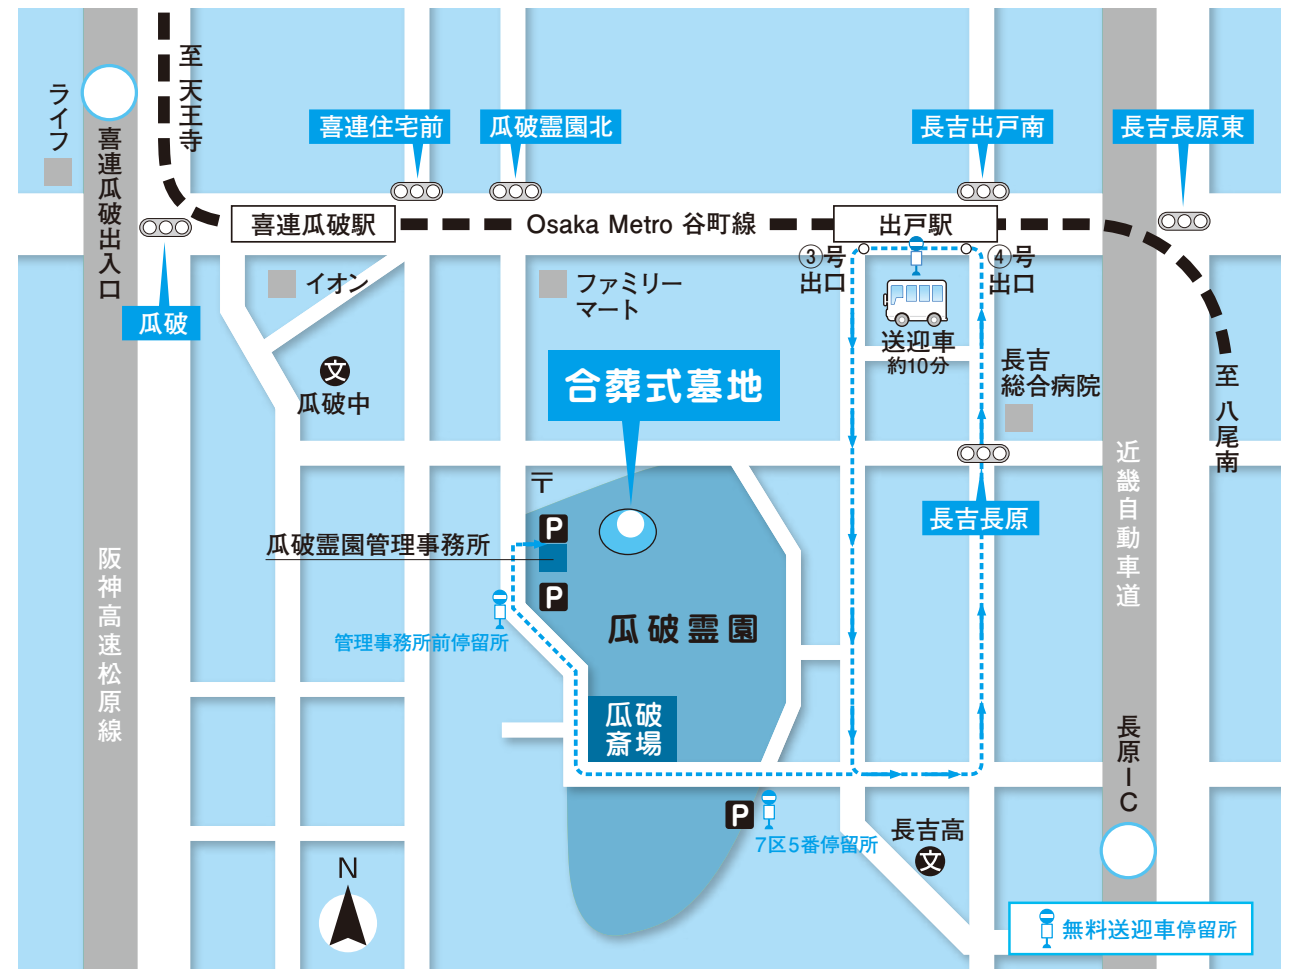 至 天王寺
ライフ
喜連瓜破出入口
喜連住宅前
瓜破霊園北
長吉出戸南
長吉長原東
喜連瓜破駅
Osaka Metro 谷町線
出戸駅
③号
出口
④号
出口
イオン
ファミリー
マート
瓜破
送迎車
約10分
文
瓜破中
合葬式墓地
長吉
総合病院
至 八尾南
近畿自動車道
〒
P
長吉長原
瓜破霊園管理事務所
P
阪神高速松原線
管理事務所前停留所
瓜破霊園
瓜破
斎場
長原IC
P
7区5番停留所
長吉高
文
N
無料送迎車停留所